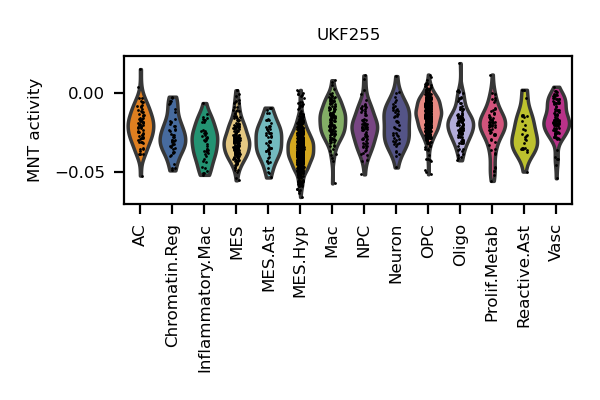 UKF255
MNT activity
0.00
−0.05
AC
Chromatin.Reg
Inflammatory.Mac
MES
MES.Ast
MES.Hyp
Mac
NPC
Neuron
OPC
Oligo
Prolif.Metab
Reactive.Ast
Vasc